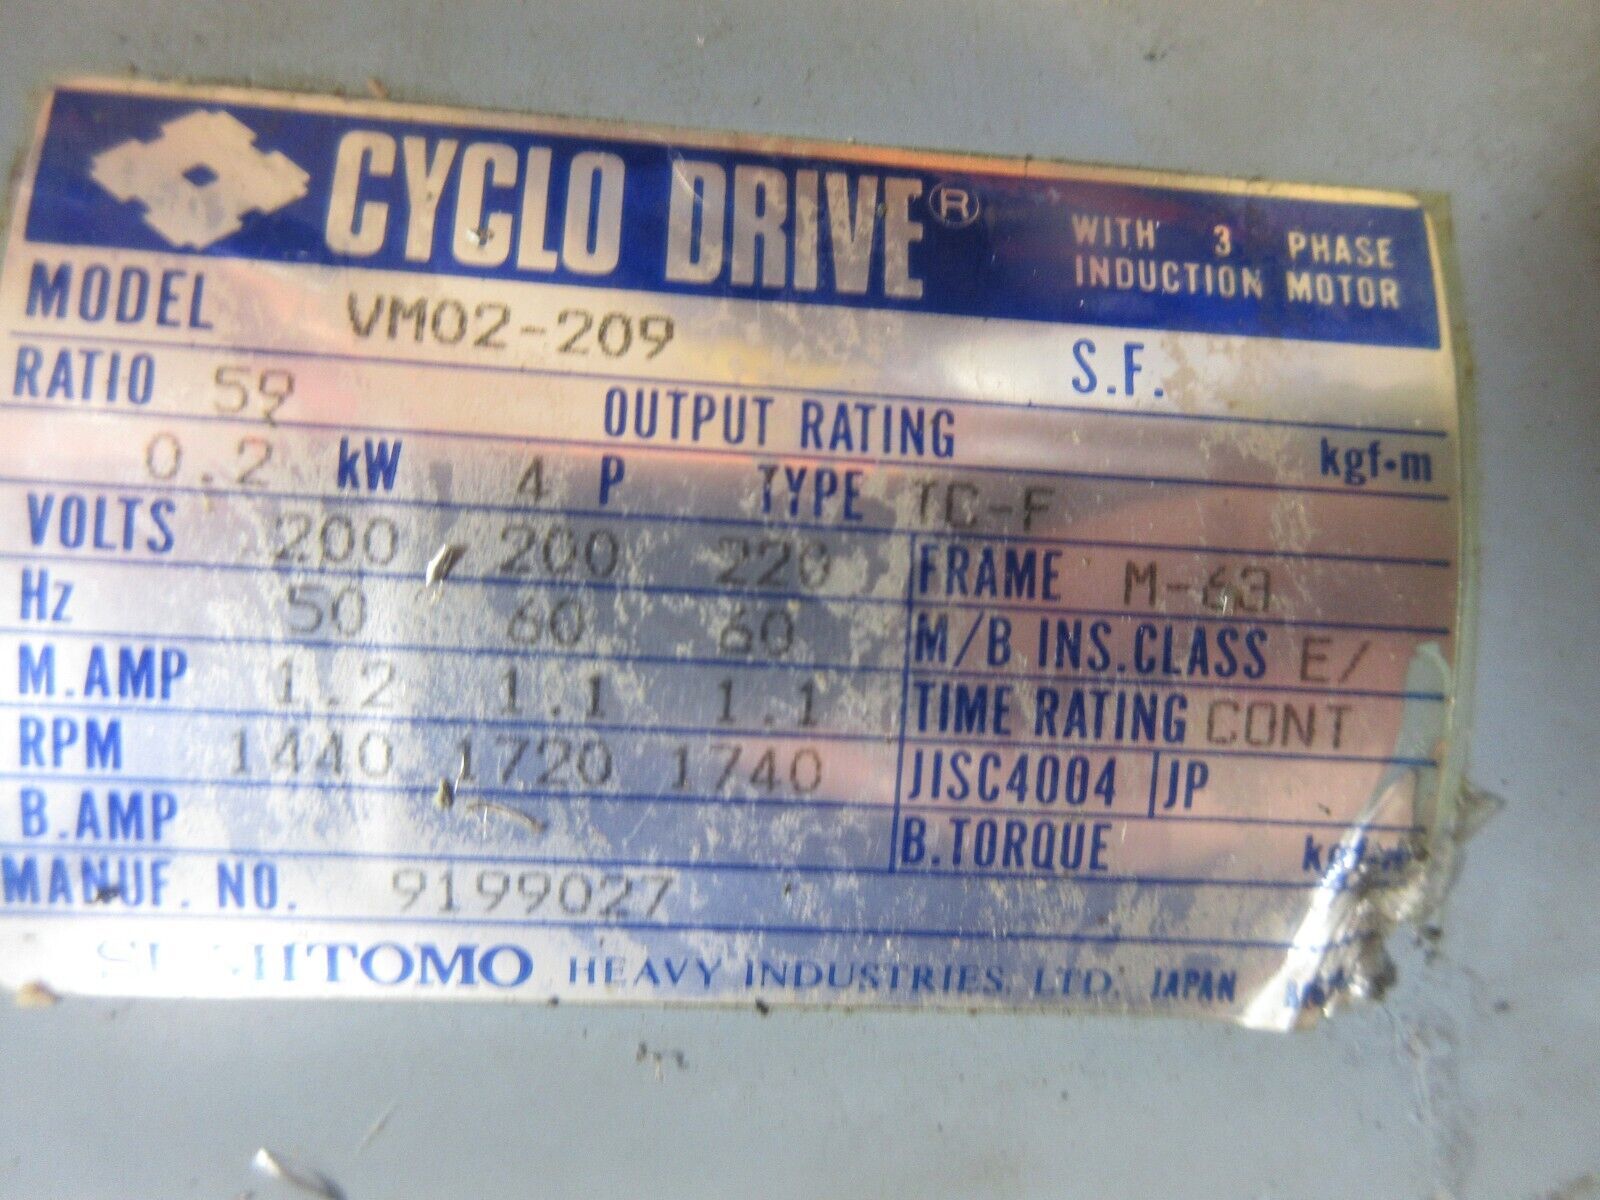 CYCLO DRIVE® WITH 3 PHASE
INDUCTION MOTOR
MODEL VM02-209 S.F.
RATIO 59 OUTPUT RATING kgf·m
0.2 kW 4 P TYPE TC-F
VOLTS 200 200 220 FRAME M-63
Hz 50 60 60 M/B INS.CLASS E/
M.AMP 1.2 1.1 1.1 TIME RATING CONT
RPM 1440 1720 1740 JISC4004 JP
B.AMP B.TORQUE kgf·m
MANUF. NO. 9199027
SUMITOMO HEAVY INDUSTRIES, LTD. JAPAN